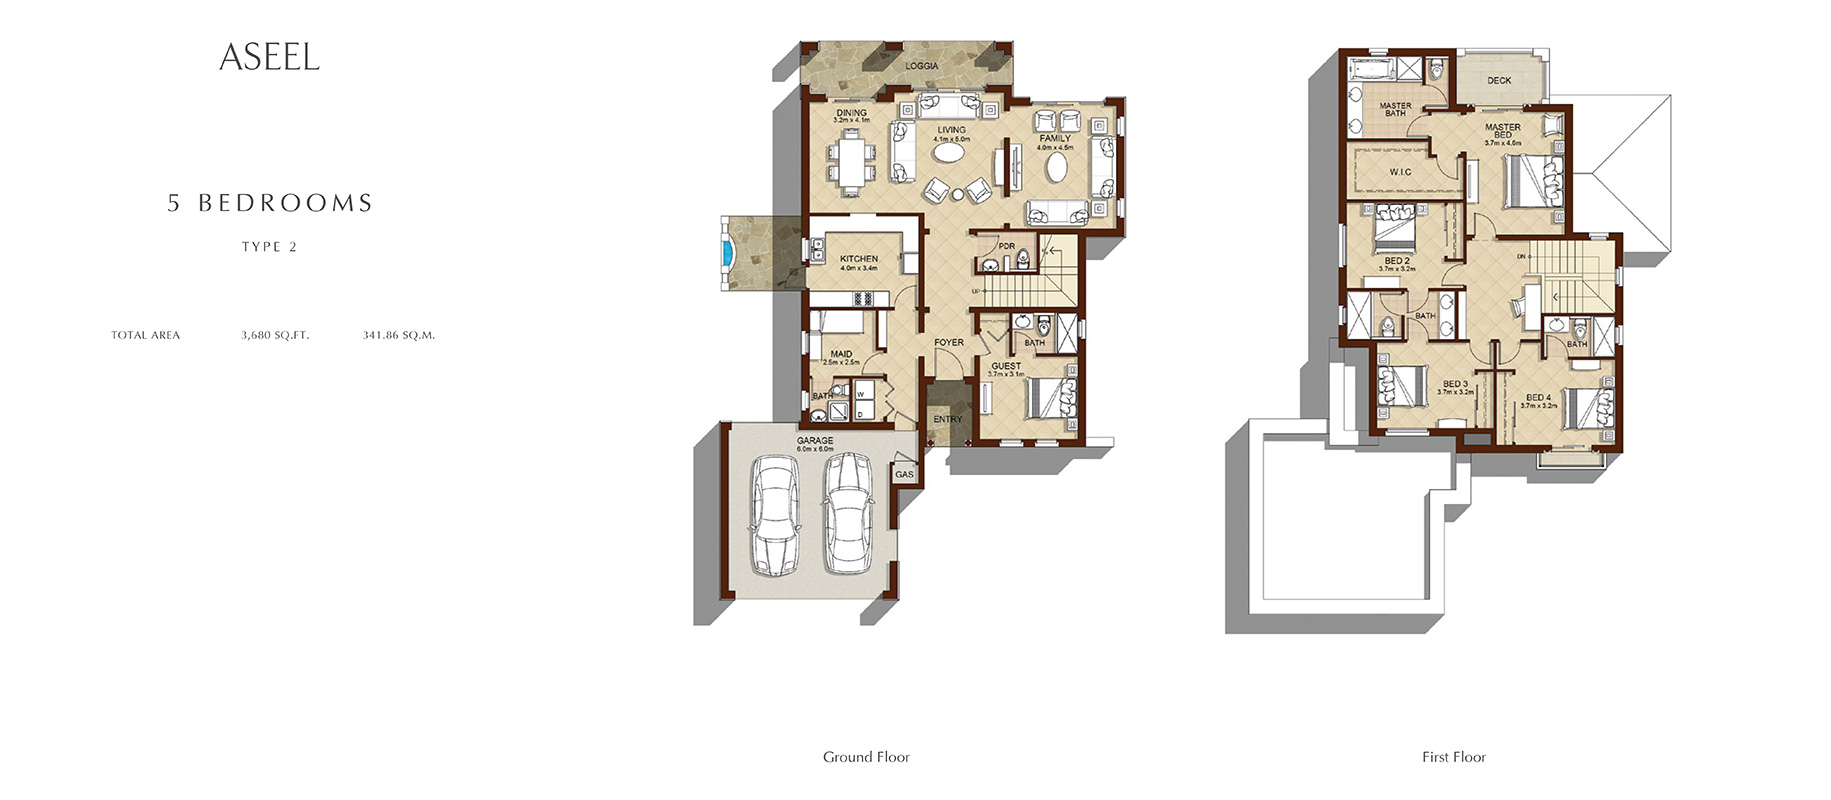 ASEEL
5 BEDROOMS
TYPE 2
TOTAL AREA 3,680 SQ.FT. 341.86 SQ.M.
LOGGIA
DINING
3.2m x 4.1m
LIVING
4.1m x 6.0m
FAMILY
4.0m x 4.5m
KITCHEN
4.0m x 3.4m
PDR
UP
MAID
2.5m x 2.5m
BATH
W
D
FOYER
BATH
GUEST
3.7m x 3.1m
ENTRY
GARAGE
6.0m x 6.0m
GAS
Ground Floor
DECK
MASTER
BATH
MASTER
BED
3.7m x 4.6m
W.I.C
BED 2
3.7m x 3.2m
DN
BATH
BATH
BED 3
3.7m x 3.2m
BED 4
3.7m x 3.2m
First Floor